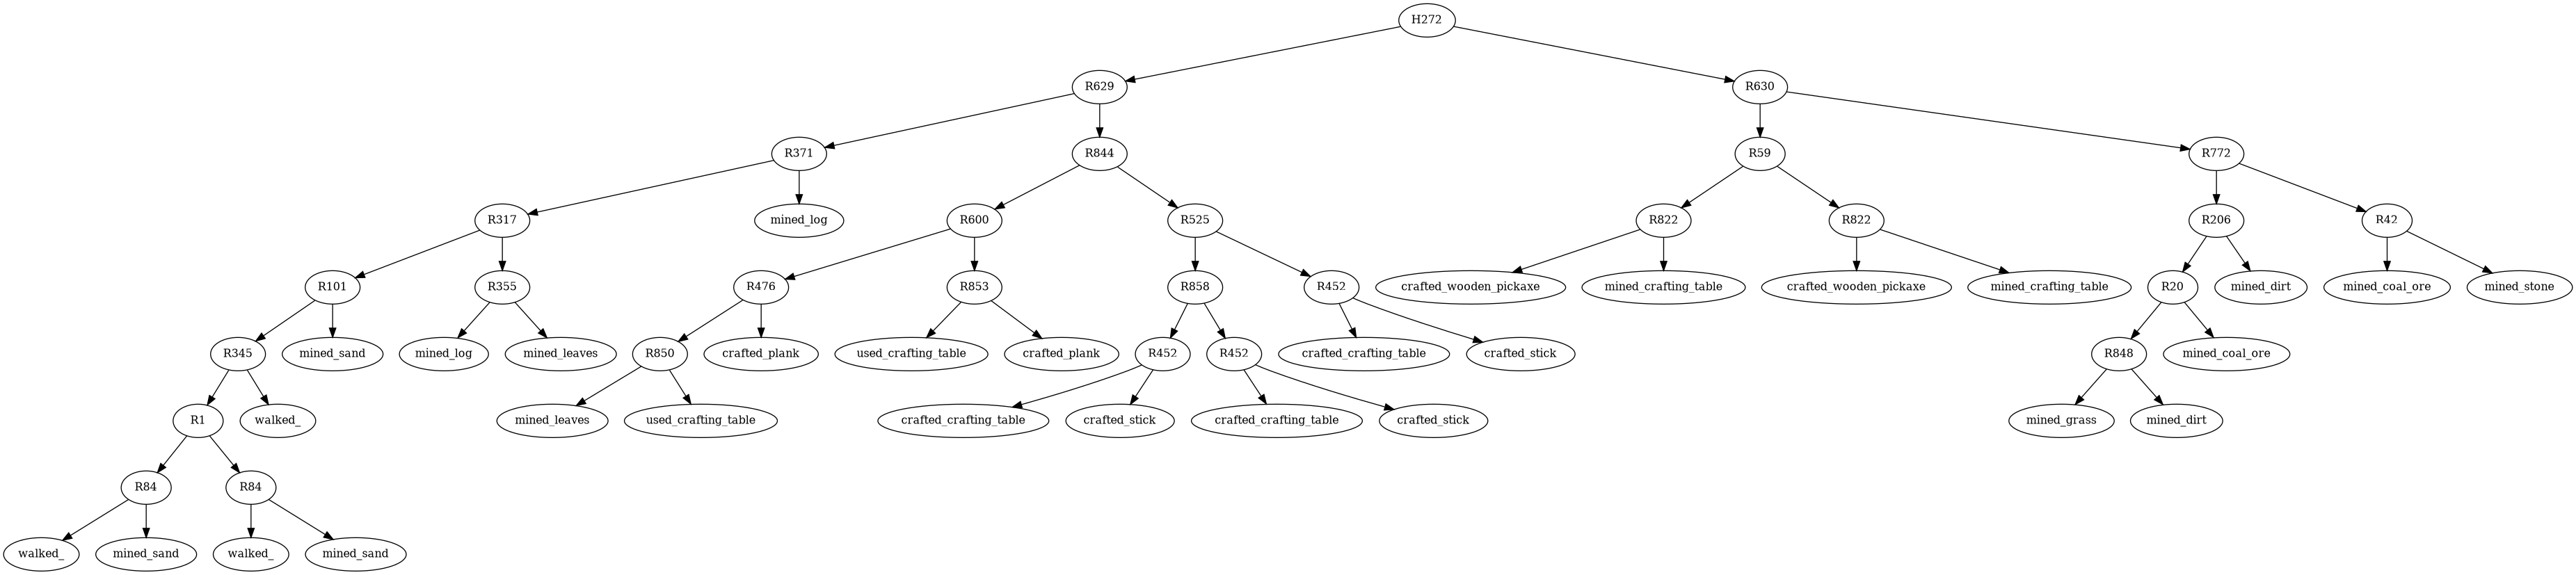 H272
R629
R630
R371
R844
R59
R772
R317
mined_log
R600
R525
R822
R822
R206
R42
R101
R355
R476
R853
R858
R452
crafted_wooden_pickaxe
mined_crafting_table
crafted_wooden_pickaxe
mined_crafting_table
R20
mined_dirt
mined_coal_ore
mined_stone
R345
mined_sand
mined_log
mined_leaves
R850
crafted_plank
used_crafting_table
crafted_plank
R452
R452
crafted_crafting_table
crafted_stick
R848
mined_coal_ore
R1
walked_
mined_leaves
used_crafting_table
crafted_crafting_table
crafted_stick
crafted_crafting_table
crafted_stick
mined_grass
mined_dirt
R84
R84
walked_
mined_sand
walked_
mined_sand